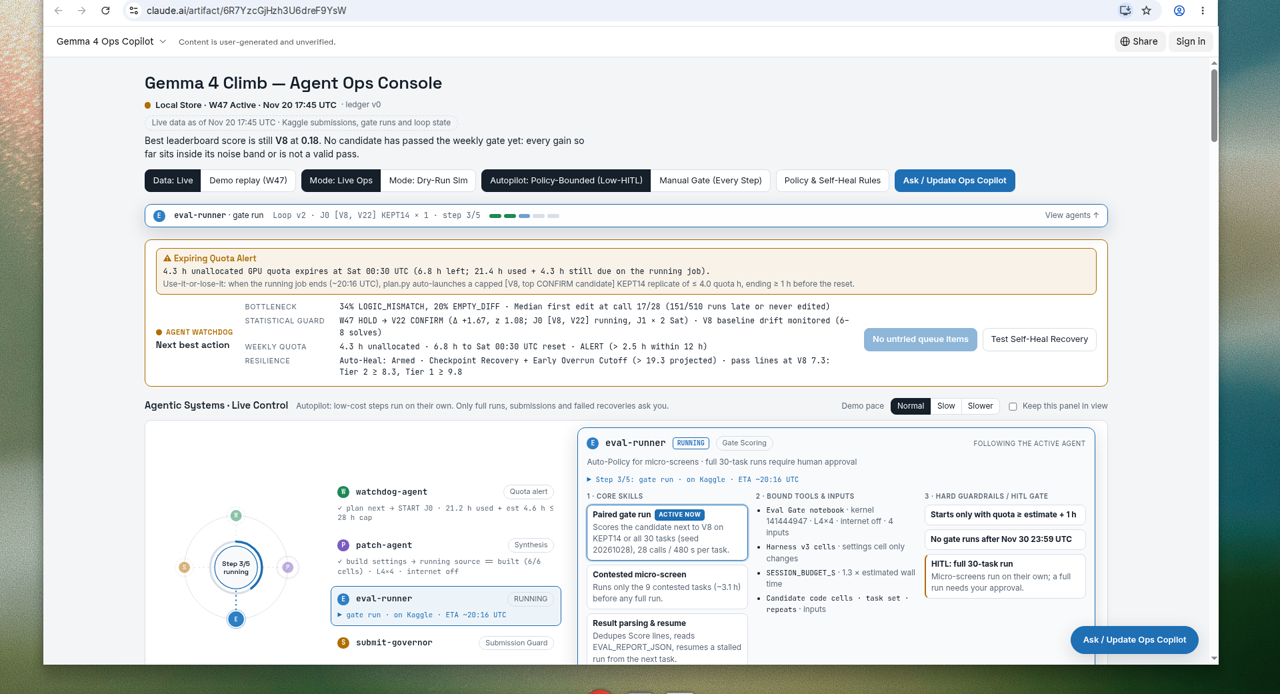 claude.ai/artifact/6R7YzcGjHzh3U6dreF9YsW
Gemma 4 Ops Copilot
Content is user-generated and unverified.
Share
Sign in
Gemma 4 Climb — Agent Ops Console
Local Store · W47 Active · Nov 20 17:45 UTC · ledger v0
Live data as of Nov 20 17:45 UTC · Kaggle submissions, gate runs and loop state
Best leaderboard score is still V8 at 0.18. No candidate has passed the weekly gate yet: every gain so
far sits inside its noise band or is not a valid pass.
Data: Live
Demo replay (W47)
Mode: Live Ops
Mode: Dry-Run Sim
Autopilot: Policy-Bounded (Low-HITL)
Manual Gate (Every Step)
Policy & Self-Heal Rules
Ask / Update Ops Copilot
E eval-runner · gate run Loop v2 · J0 [V8, V22] KEPT14 × 1 · step 3/5
View agents ↑
⚠ Expiring Quota Alert
4.3 h unallocated GPU quota expires at Sat 00:30 UTC (6.8 h left; 21.4 h used + 4.3 h still due on the running job).
Use-it-or-lose-it: when the running job ends (~20:16 UTC), plan.py auto-launches a capped [V8, top CONFIRM candidate] KEPT14 replicate of ≤ 4.0 quota h, ending ≥ 1 h before the reset.
AGENT WATCHDOG
Next best action
BOTTLENECK 34% LOGIC_MISMATCH, 20% EMPTY_DIFF · Median first edit at call 17/28 (151/510 runs late or never edited)
STATISTICAL GUARD W47 HOLD → V22 CONFIRM (Δ +1.67, z 1.08; J0 [V8, V22] running, J1 × 2 Sat) · V8 baseline drift monitored (6–
8 solves)
WEEKLY QUOTA 4.3 h unallocated · 6.8 h to Sat 00:30 UTC reset · ALERT (> 2.5 h within 12 h)
RESILIENCE Auto-Heal: Armed · Checkpoint Recovery + Early Overrun Cutoff (> 19.3 projected) · pass lines at V8 7.3:
Tier 2 ≥ 8.3, Tier 1 ≥ 9.8
No untried queue items
Test Self-Heal Recovery
Agentic Systems · Live Control
Autopilot: low-cost steps run on their own. Only full runs, submissions and failed recoveries ask you.
Demo pace
Normal
Slow
Slower
Keep this panel in view
W
S
P
E
Step 3/5
running
W watchdog-agent
Quota alert
✓ plan next → START J0 · 21.2 h used + est 4.6 h ≤
28 h cap
P patch-agent
Synthesis
✓ build settings → running source == built (6/6
cells) · L4×4 · internet off
E eval-runner
RUNNING
▶ gate run · on Kaggle · ETA ~20:16 UTC
S submit-governor
Submission Guard
E eval-runner RUNNING Gate Scoring
FOLLOWING THE ACTIVE AGENT
Auto-Policy for micro-screens · full 30-task runs require human approval
▶ Step 3/5: gate run · on Kaggle · ETA ~20:16 UTC
1 · CORE SKILLS
Paired gate run ACTIVE NOW
Scores the candidate next to V8 on
KEPT14 or all 30 tasks (seed
20261028), 28 calls / 480 s per task.
Contested micro-screen
Runs only the 9 contested tasks (~3.1 h)
before any full run.
Result parsing & resume
Dedupes Score lines, reads
EVAL_REPORT_JSON, resumes a stalled
run from the next task.
2 · BOUND TOOLS & INPUTS
• Eval Gate notebook · kernel
141444947 · L4×4 · internet off · 4
inputs
• Harness v3 cells · settings cell only
changes
• SESSION_BUDGET_S · 1.3 × estimated wall
time
• Candidate code cells · task set ·
repeats · inputs
3 · HARD GUARDRAILS / HITL GATE
Starts only with quota ≥ estimate + 1 h
No gate runs after Nov 30 23:59 UTC
HITL: full 30-task run
Micro-screens run on their own; a full
run needs your approval.
Ask / Update Ops Copilot